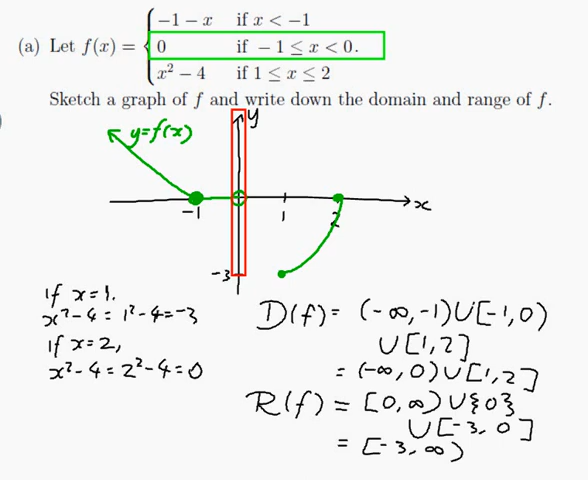 −1 − x if x < −1
(a) Let f(x) = { 0 if − 1 ≤ x < 0.
x² − 4 if 1 ≤ x ≤ 2
Sketch a graph of f and write down the domain and range of f.
y
y=f(x)
-1 1 2 x
-3
If x=1.
x²-4=1²-4=-3
If x=2,
x²-4=2²-4=0
D(f)= (-∞,-1)∪[-1,0)
∪[1,2]
= (-∞,0)∪[1,2]
R(f) = [0,∞)∪{0}
∪[-3,0]
= [-3,∞)